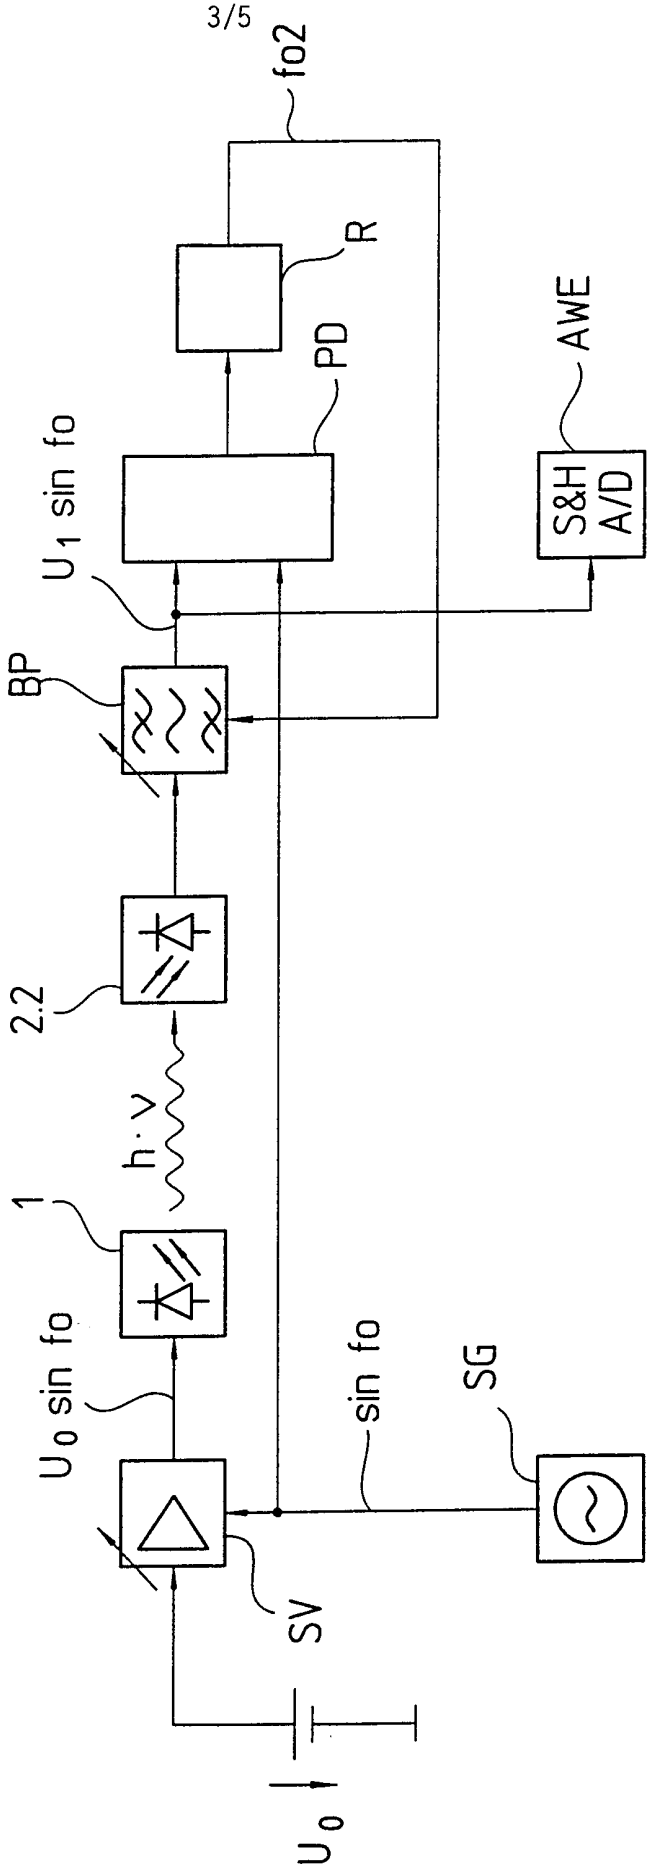 3/5
U0
SV
U0 sin fo
1
h·ν
2.2
BP
U1 sin fo
PD
R
fo2
sin fo
SG
S&H
A/D
AWE